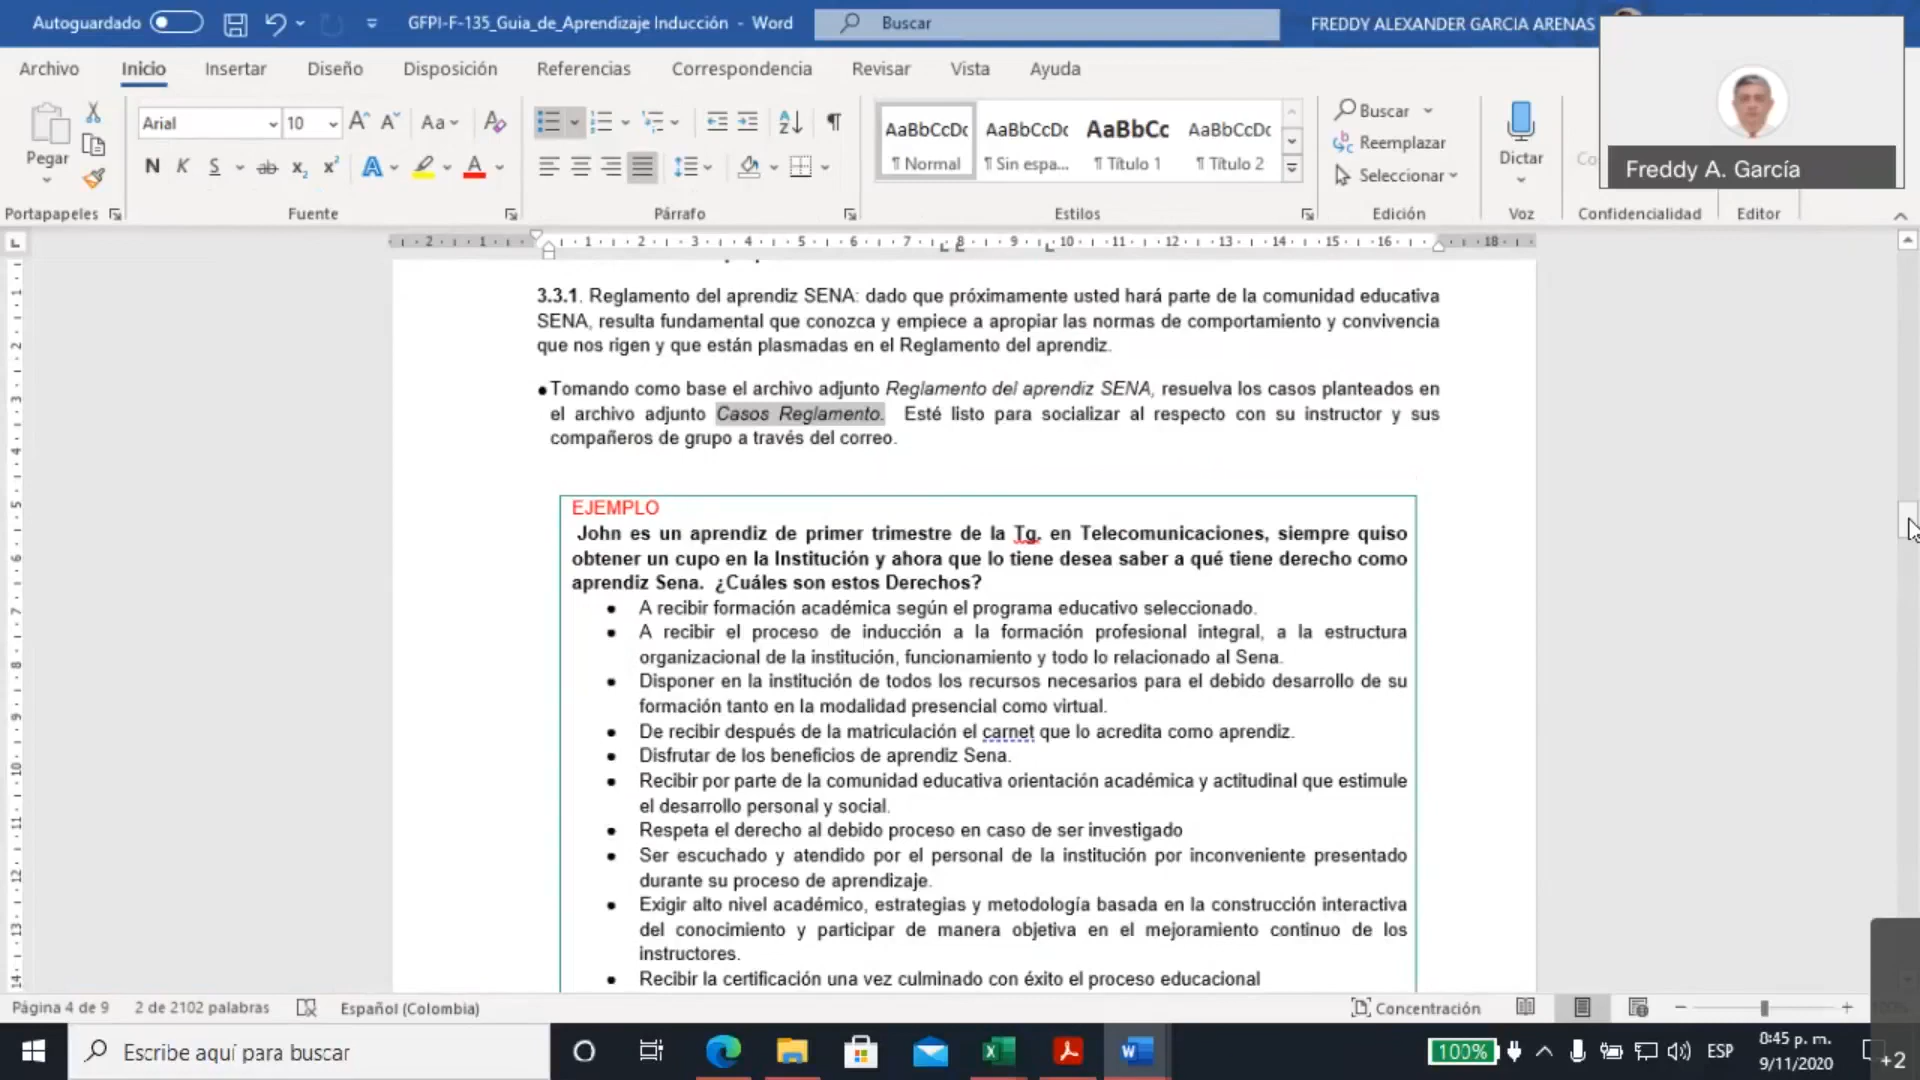 Autoguardado
GFPI-F-135_Guia_de_Aprendizaje Inducción - Word
Buscar
FREDDY ALEXANDER GARCIA ARENAS
Archivo Inicio Insertar Diseño Disposición Referencias Correspondencia Revisar Vista Ayuda
Pegar
Arial 10
Portapapeles
Fuente
Párrafo
AaBbCcDc AaBbCcDc AaBbCc AaBbCcDc
¶ Normal ¶ Sin espa... ¶ Título 1 ¶ Título 2
Estilos
Buscar
Reemplazar
Seleccionar
Edición
Dictar
Voz
Confidencialidad
Editor
Freddy A. García
3.3.1. Reglamento del aprendiz SENA: dado que próximamente usted hará parte de la comunidad educativa
SENA, resulta fundamental que conozca y empiece a apropiar las normas de comportamiento y convivencia
que nos rigen y que están plasmadas en el Reglamento del aprendiz.
• Tomando como base el archivo adjunto Reglamento del aprendiz SENA, resuelva los casos planteados en
el archivo adjunto Casos Reglamento. Esté listo para socializar al respecto con su instructor y sus
compañeros de grupo a través del correo.
EJEMPLO
John es un aprendiz de primer trimestre de la Tg. en Telecomunicaciones, siempre quiso
obtener un cupo en la Institución y ahora que lo tiene desea saber a qué tiene derecho como
aprendiz Sena. ¿Cuáles son estos Derechos?
• A recibir formación académica según el programa educativo seleccionado.
• A recibir el proceso de inducción a la formación profesional integral, a la estructura
organizacional de la institución, funcionamiento y todo lo relacionado al Sena.
• Disponer en la institución de todos los recursos necesarios para el debido desarrollo de su
formación tanto en la modalidad presencial como virtual.
• De recibir después de la matriculación el carnet que lo acredita como aprendiz.
• Disfrutar de los beneficios de aprendiz Sena.
• Recibir por parte de la comunidad educativa orientación académica y actitudinal que estimule
el desarrollo personal y social.
• Respeta el derecho al debido proceso en caso de ser investigado
• Ser escuchado y atendido por el personal de la institución por inconveniente presentado
durante su proceso de aprendizaje.
• Exigir alto nivel académico, estrategias y metodología basada en la construcción interactiva
del conocimiento y participar de manera objetiva en el mejoramiento continuo de los
instructores.
• Recibir la certificación una vez culminado con éxito el proceso educacional
Página 4 de 9 2 de 2102 palabras Español (Colombia)
Concentración
Escribe aquí para buscar
100%
ESP
8:45 p. m.
9/11/2020
+2